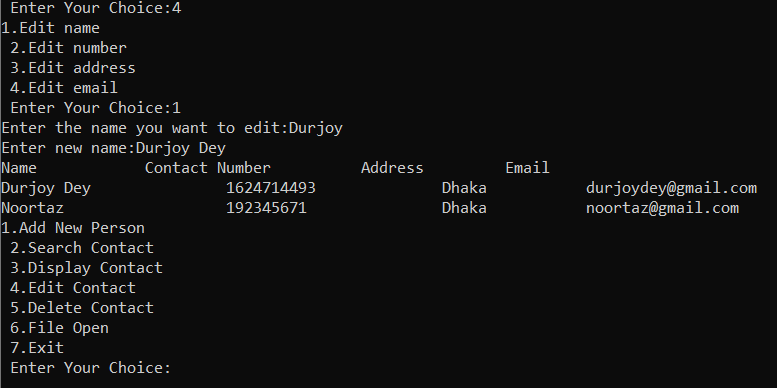 Enter Your Choice:4
1.Edit name
2.Edit number
3.Edit address
4.Edit email
Enter Your Choice:1
Enter the name you want to edit:Durjoy
Enter new name:Durjoy Dey
Name Contact Number Address Email
Durjoy Dey 1624714493 Dhaka durjoydey@gmail.com
Noortaz 192345671 Dhaka noortaz@gmail.com
1.Add New Person
2.Search Contact
3.Display Contact
4.Edit Contact
5.Delete Contact
6.File Open
7.Exit
Enter Your Choice: